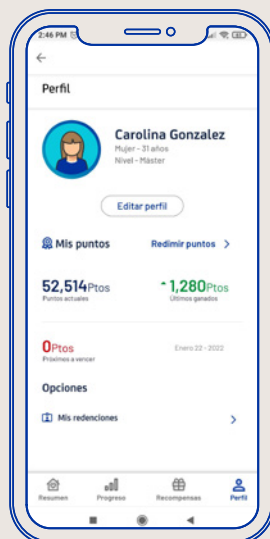 2:46 PM
Perfil
Carolina Gonzalez
Mujer - 31 años
Nivel - Máster
Editar perfil
Mis puntos
Redimir puntos >
52,514Ptos
1,280Ptos
Puntos actuales
Últimos ganados
0Ptos
Enero 22 - 2022
Próximos a vencer
Opciones
Mis redenciones >
Resumen
Progreso
Recompensas
Perfil